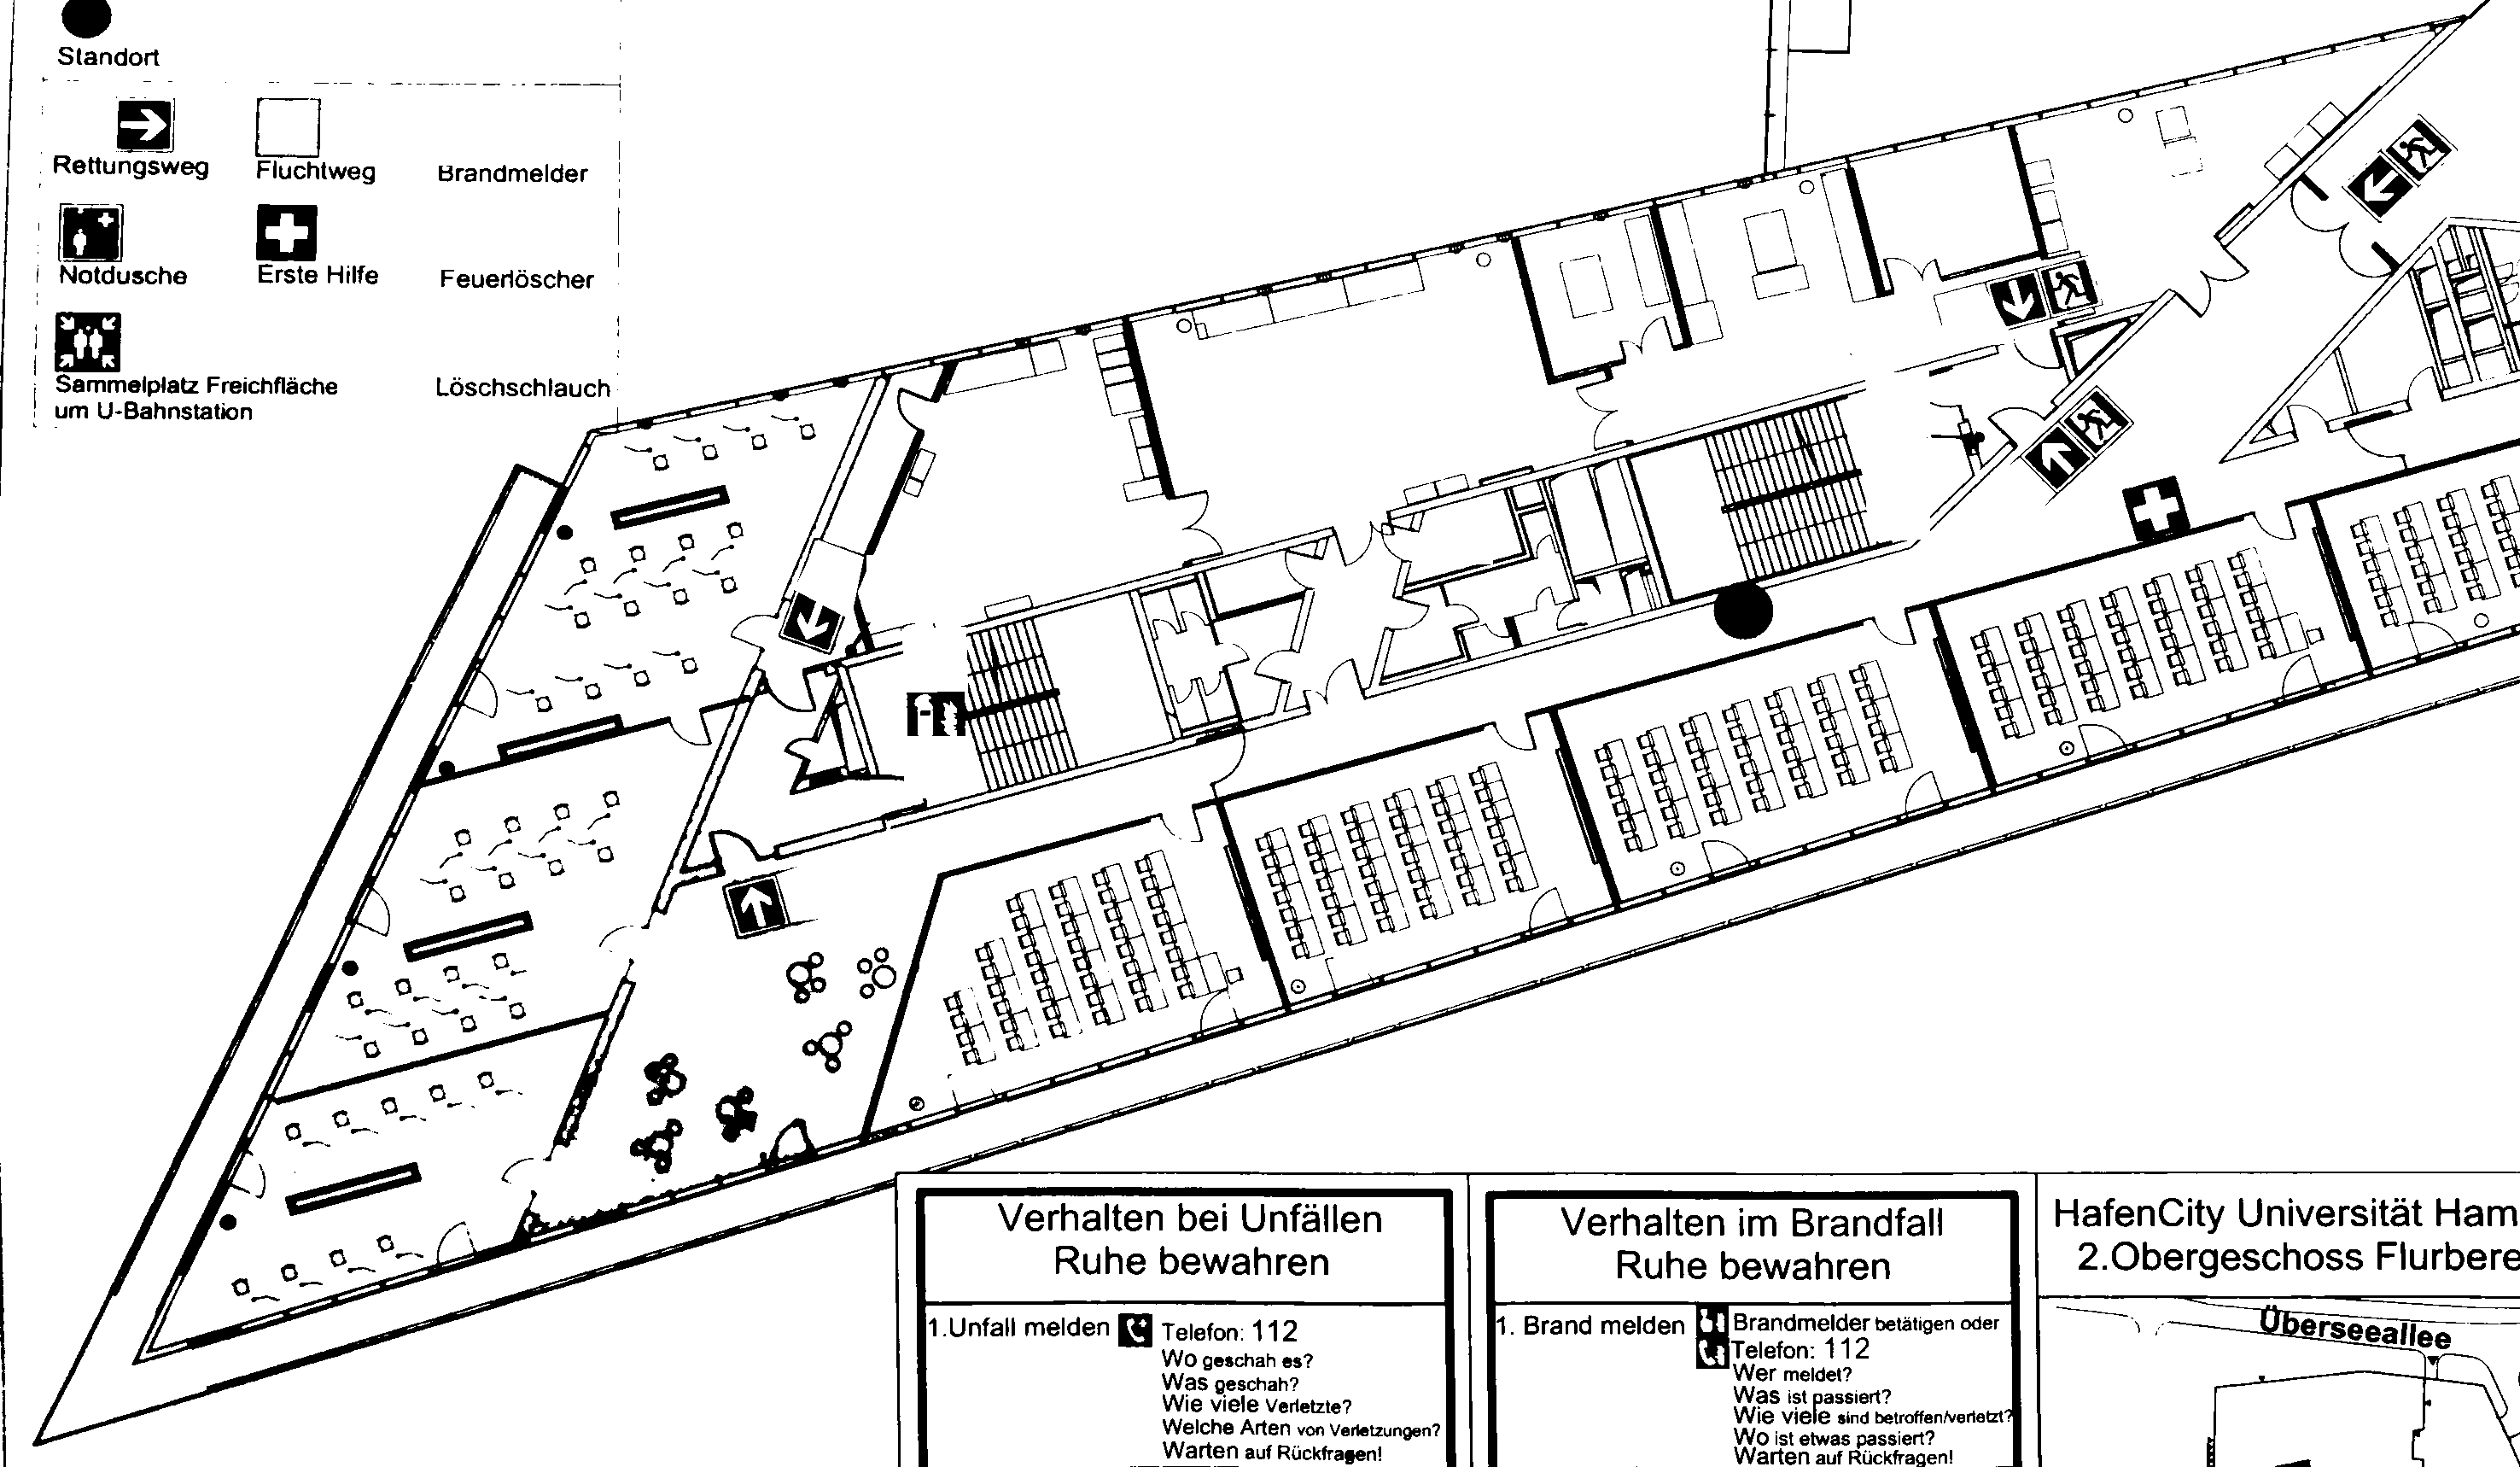 Standort
Rettungsweg
Fluchtweg
Brandmelder
Notdusche
Erste Hilfe
Feuerlöscher
Sammelplatz Freichfläche
um U-Bahnstation
Löschschlauch
Verhalten bei Unfällen
Ruhe bewahren
1.Unfall melden
Telefon: 112
Wo geschah es?
Was geschah?
Wie viele Verletzte?
Welche Arten von Verletzungen?
Warten auf Rückfragen!
Verhalten im Brandfall
Ruhe bewahren
1. Brand melden
Brandmelder betätigen oder
Telefon: 112
Wer meldet?
Was ist passiert?
Wie viele sind betroffen/verletzt?
Wo ist etwas passiert?
Warten auf Rückfragen!
HafenCity Universität Ham
2.Obergeschoss Flurbere
Überseeallee